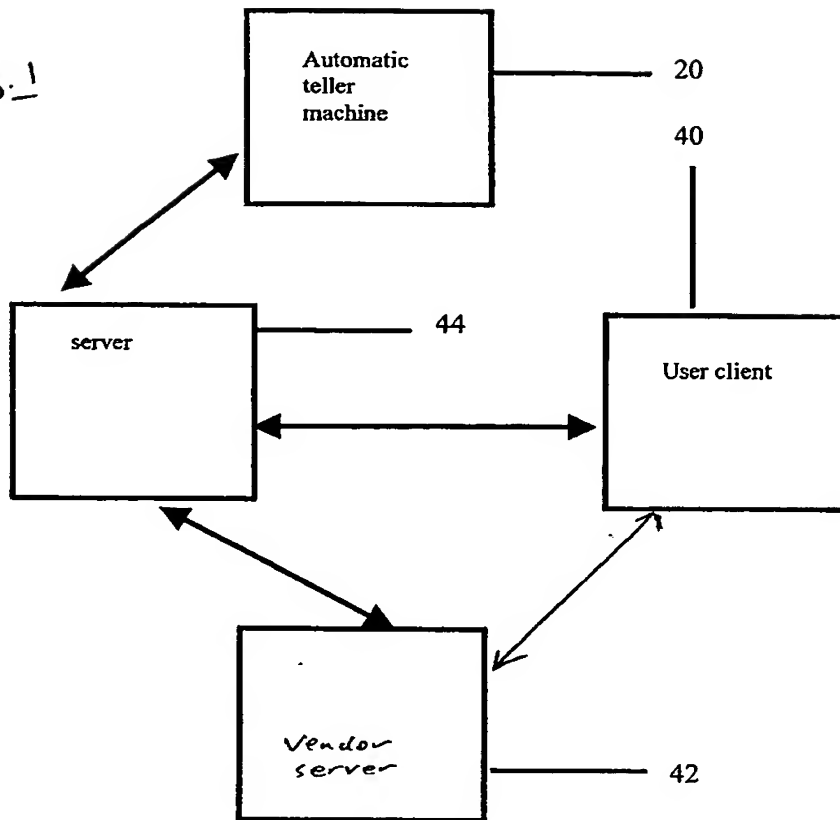 Automatic
teller
machine
20
40
server
44
User client
Vendor
server
42